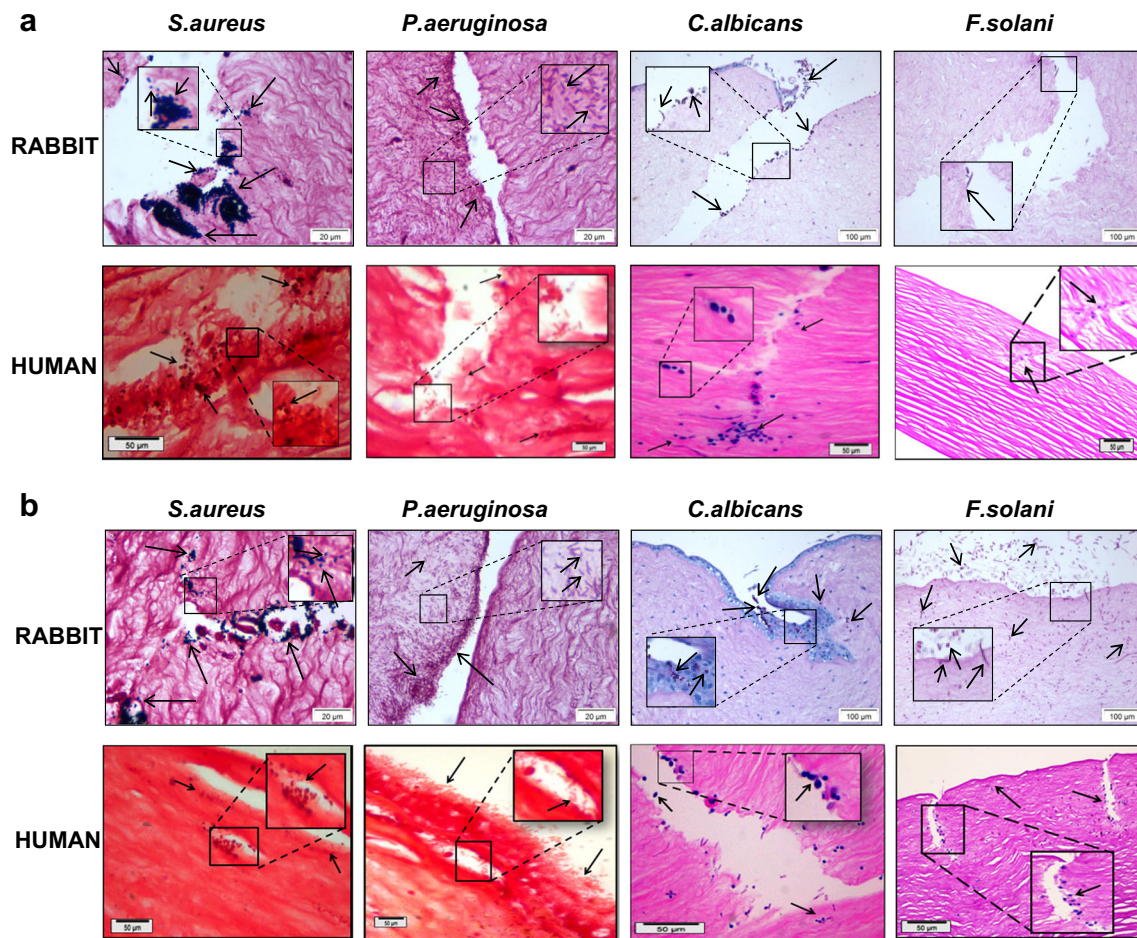 a
S.aureus P.aeruginosa C.albicans F.solani
RABBIT
20 µm 20 µm 100 µm 100 µm
HUMAN
50 µm 50 µm 50 µm 50 µm
b
S.aureus P.aeruginosa C.albicans F.solani
RABBIT
20 µm 20 µm 100 µm 100 µm
HUMAN
50 µm 50 µm 50 µm 50 µm